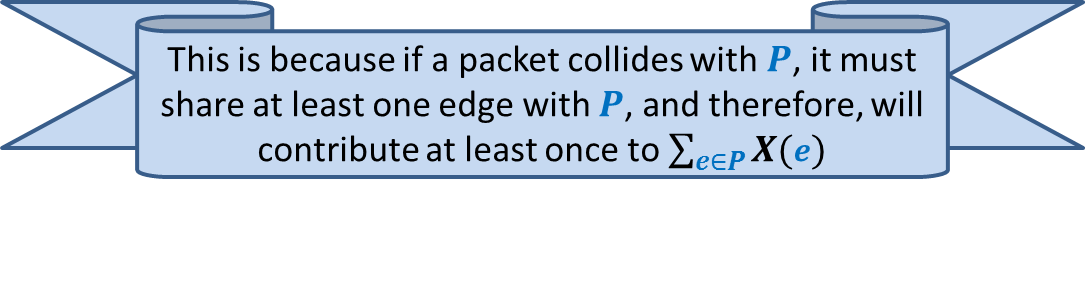 This is because if a packet collides with P, it must
share at least one edge with P, and therefore, will
contribute at least once to ∑_{e∈P} X(e)